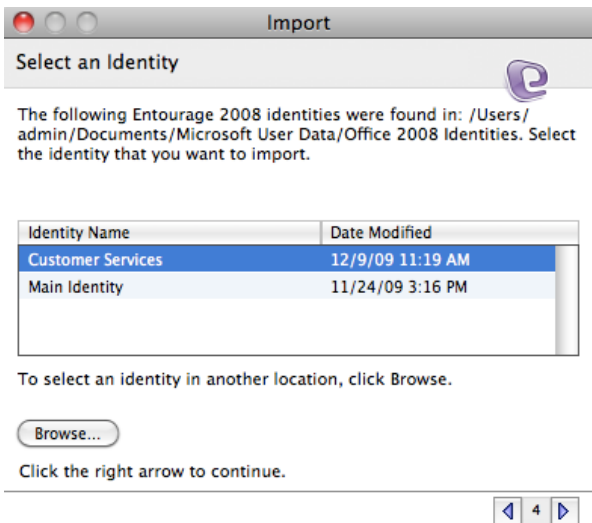 Import
Select an Identity
The following Entourage 2008 identities were found in: /Users/
admin/Documents/Microsoft User Data/Office 2008 Identities. Select
the identity that you want to import.
Identity Name Date Modified
Customer Services 12/9/09 11:19 AM
Main Identity 11/24/09 3:16 PM
To select an identity in another location, click Browse.
Browse...
Click the right arrow to continue.
4